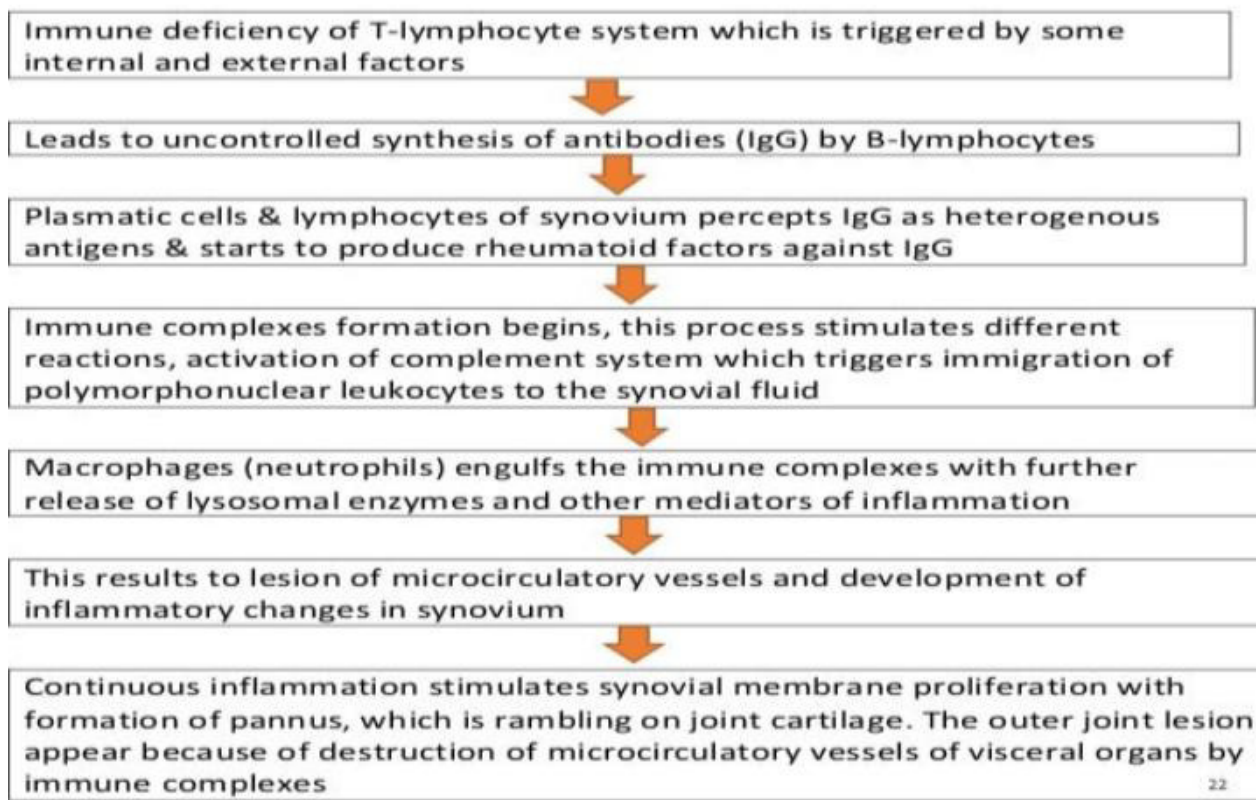 Immune deficiency of T-lymphocyte system which is triggered by some
internal and external factors
Leads to uncontrolled synthesis of antibodies (IgG) by B-lymphocytes
Plasmatic cells & lymphocytes of synovium percepts IgG as heterogenous
antigens & starts to produce rheumatoid factors against IgG
Immune complexes formation begins, this process stimulates different
reactions, activation of complement system which triggers immigration of
polymorphonuclear leukocytes to the synovial fluid
Macrophages (neutrophils) engulfs the immune complexes with further
release of lysosomal enzymes and other mediators of inflammation
This results to lesion of microcirculatory vessels and development of
inflammatory changes in synovium
Continuous inflammation stimulates synovial membrane proliferation with
formation of pannus, which is rambling on joint cartilage. The outer joint lesion
appear because of destruction of microcirculatory vessels of visceral organs by
immune complexes
22